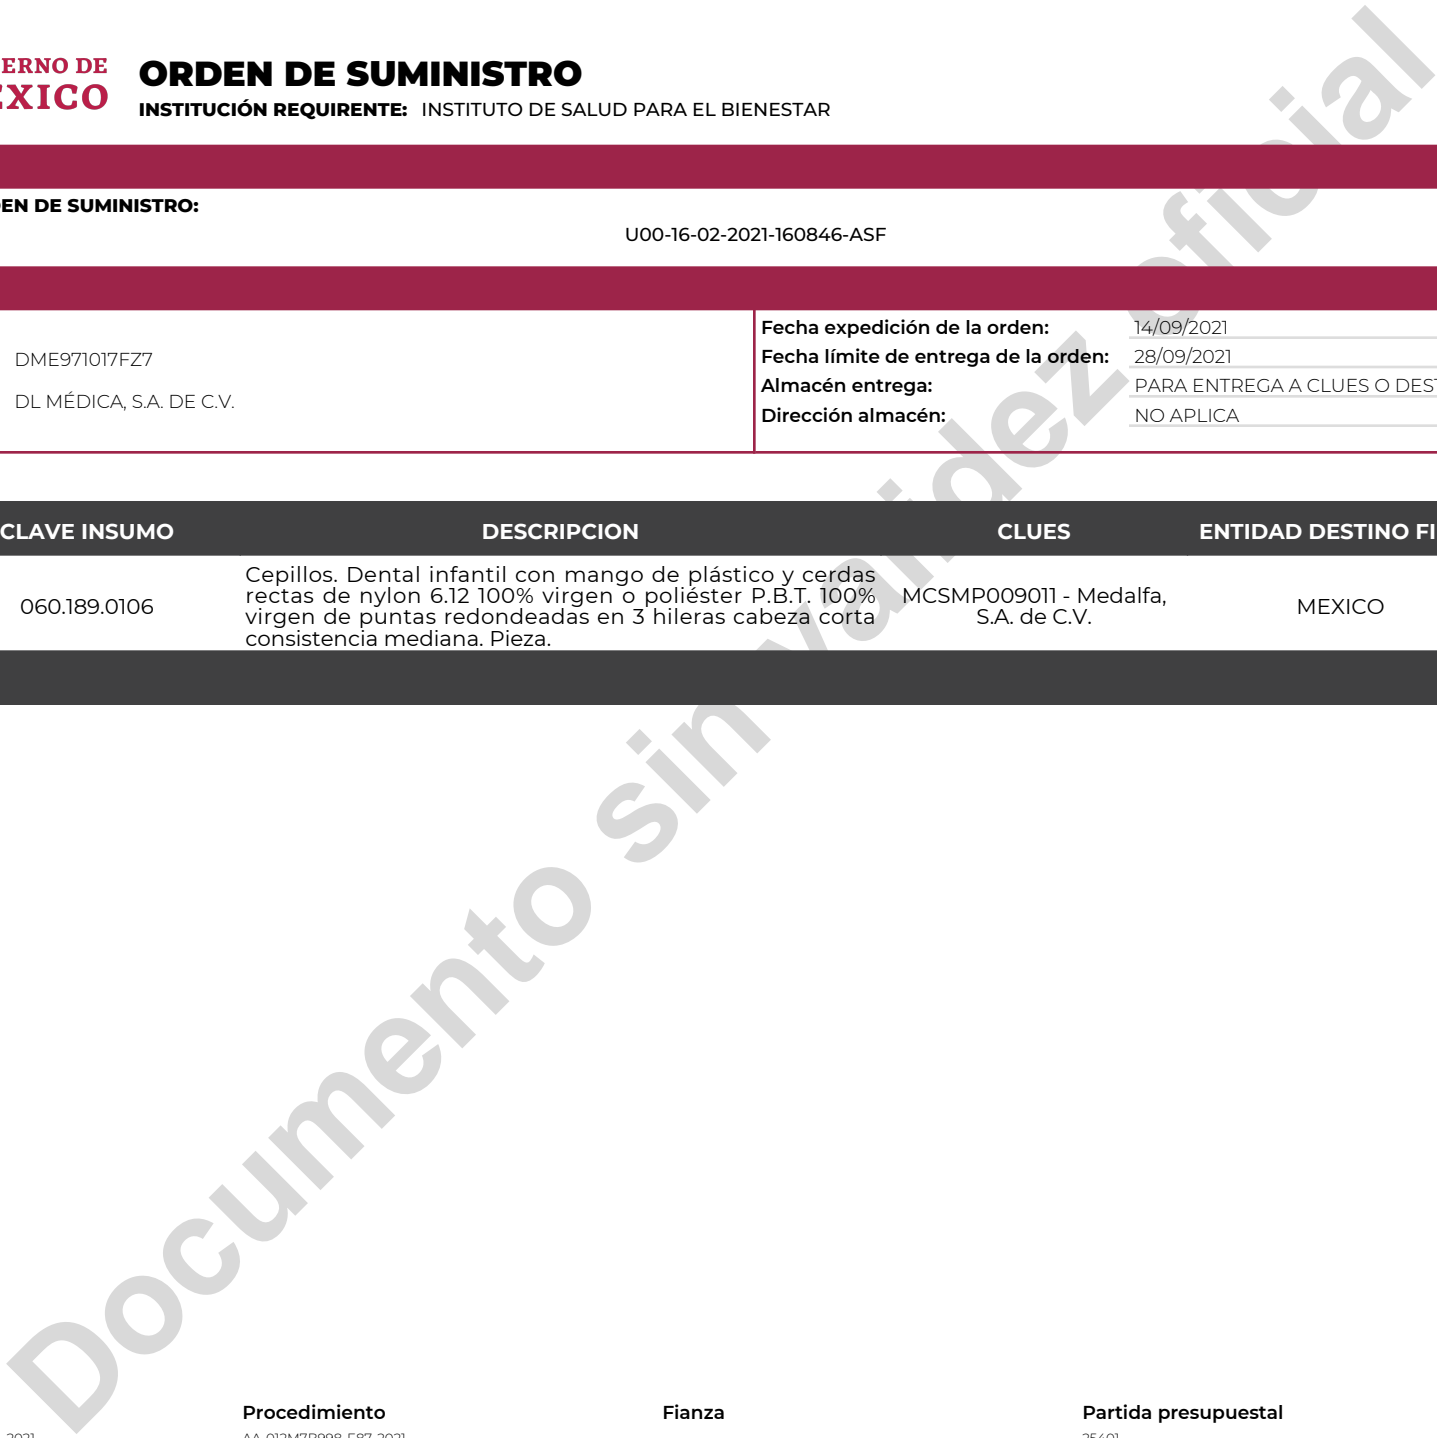 ERNO DE
EXICO
ORDEN DE SUMINISTRO
INSTITUCIÓN REQUIRENTE: INSTITUTO DE SALUD PARA EL BIENESTAR
EN DE SUMINISTRO:
U00-16-02-2021-160846-ASF
DME971017FZ7
DL MÉDICA, S.A. DE C.V.
Fecha expedición de la orden: 14/09/2021
Fecha límite de entrega de la orden: 28/09/2021
Almacén entrega: PARA ENTREGA A CLUES O DEST
Dirección almacén: NO APLICA
CLAVE INSUMO DESCRIPCION CLUES ENTIDAD DESTINO FI
060.189.0106
Cepillos. Dental infantil con mango de plástico y cerdas
rectas de nylon 6.12 100% virgen o poliéster P.B.T. 100%
virgen de puntas redondeadas en 3 hileras cabeza corta
consistencia mediana. Pieza.
MCSMP009011 - Medalfa,
S.A. de C.V.
MEXICO
Documento sin validez oficial
Procedimiento Fianza Partida presupuestal